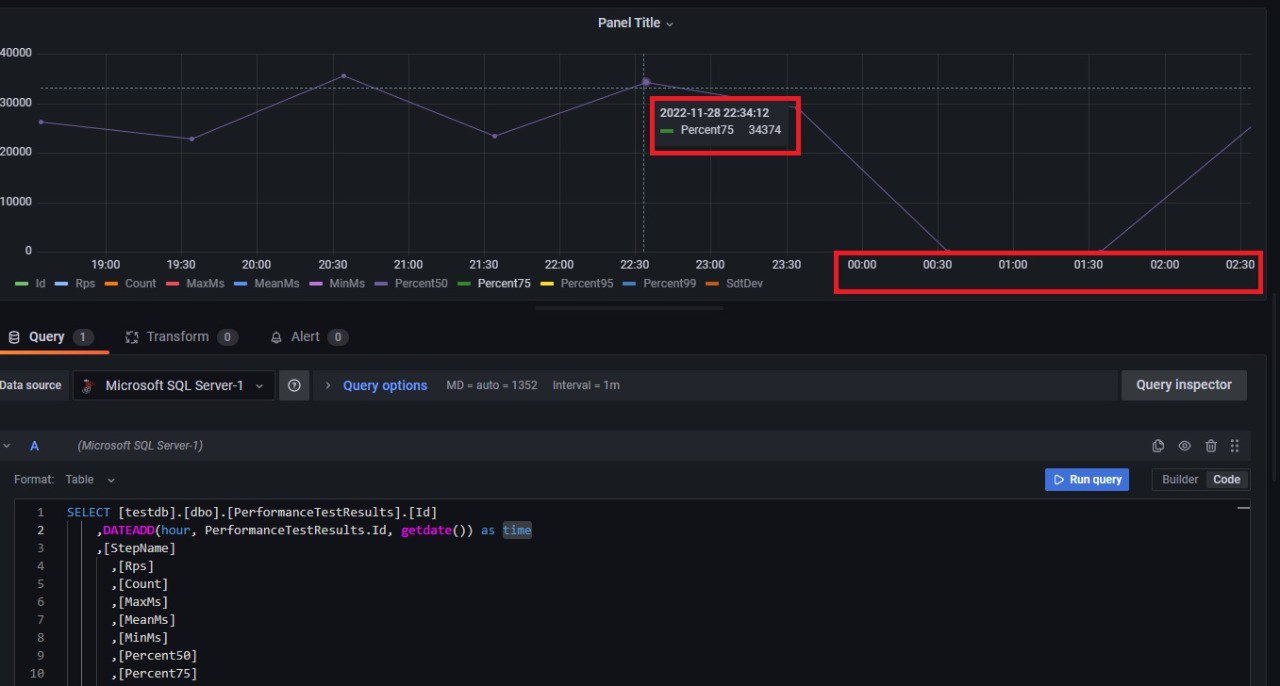 Panel Title
40000
30000
20000
10000
0
2022-11-28 22:34:12
Percent75 34374
19:00 19:30 20:00 20:30 21:00 21:30 22:00 22:30 23:00 23:30 00:00 00:30 01:00 01:30 02:00 02:30
Id Rps Count MaxMs MeanMs MinMs Percent50 Percent75 Percent95 Percent99 SdtDev
Query 1 Transform 0 Alert 0
Data source Microsoft SQL Server-1 Query options MD = auto = 1352 Interval = 1m Query inspector
A (Microsoft SQL Server-1)
Format: Table Run query Builder Code
1 SELECT [testdb].[dbo].[PerformanceTestResults].[Id]
2 ,DATEADD(hour, PerformanceTestResults.Id, getdate()) as time
3 ,[StepName]
4 ,[Rps]
5 ,[Count]
6 ,[MaxMs]
7 ,[MeanMs]
8 ,[MinMs]
9 ,[Percent50]
10 ,[Percent75]